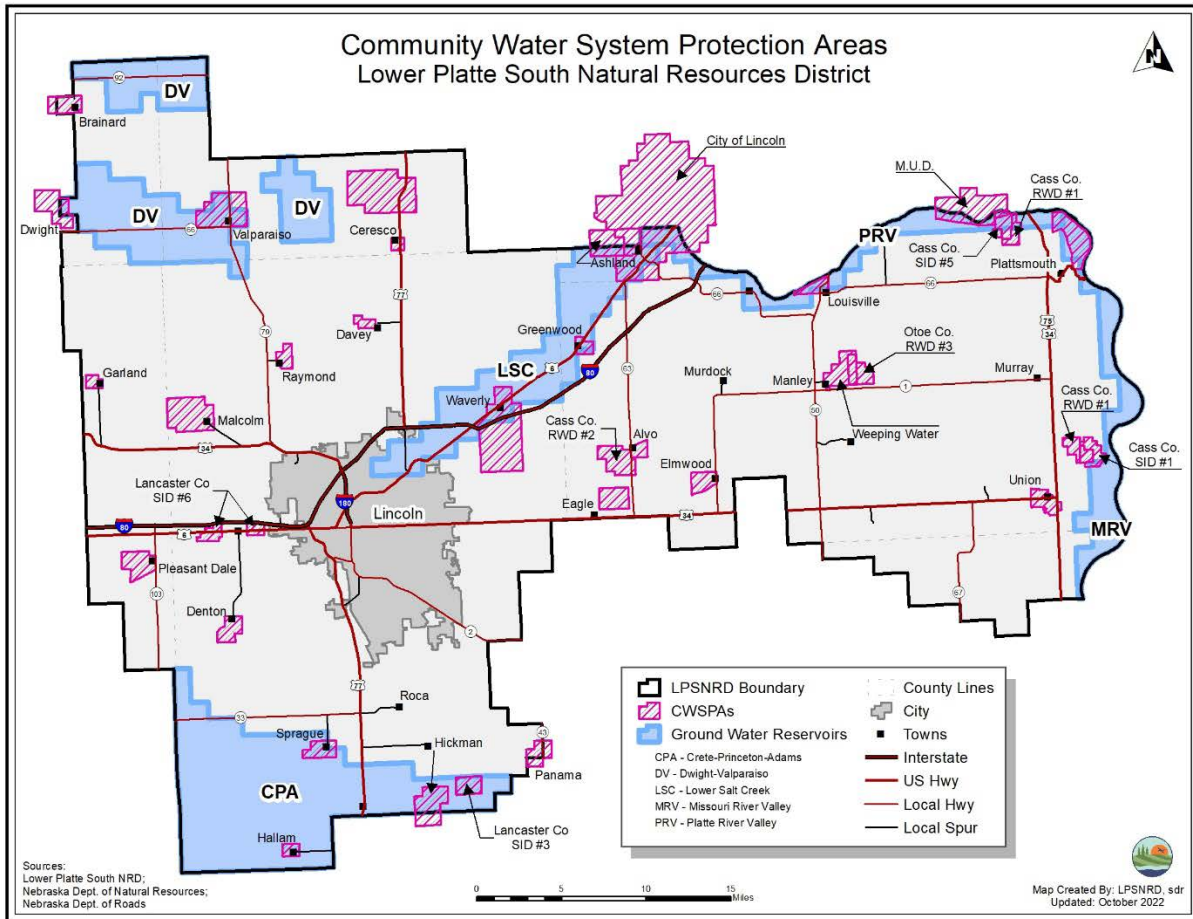 Community Water System Protection Areas
Lower Platte South Natural Resources District
N
92
DV
Brainard
City of Lincoln
M.U.D.
Cass Co.
RWD #1
DV
DV
Dwight
66
Valparaiso
Ceresco
Ashland
PRV
Cass Co.
SID #5
Plattsmouth
77
66
Louisville
66
79
Davey
Greenwood
75
34
Otoe Co.
RWD #3
Garland
Raymond
LSC
6
80
63
Murdock
Manley
1
Murray
Malcolm
Waverly
50
Cass Co.
RWD #1
34
Cass Co.
RWD #2
Alvo
Weeping Water
Cass Co.
SID #1
Lancaster Co
SID #6
180
Elmwood
Union
80
Lincoln
Eagle
34
6
MRV
Pleasant Dale
103
Denton
2
67
77
Roca
33
Sprague
Hickman
43
Panama
CPA
Hallam
Lancaster Co
SID #3
LPSNRD Boundary
CWSPAs
Ground Water Reservoirs
CPA - Crete-Princeton-Adams
DV - Dwight-Valparaiso
LSC - Lower Salt Creek
MRV - Missouri River Valley
PRV - Platte River Valley
County Lines
City
Towns
Interstate
US Hwy
Local Hwy
Local Spur
Sources:
Lower Platte South NRD;
Nebraska Dept. of Natural Resources;
Nebraska Dept. of Roads
0 5 10 15
Miles
Map Created By: LPSNRD, sdr
Updated: October 2022